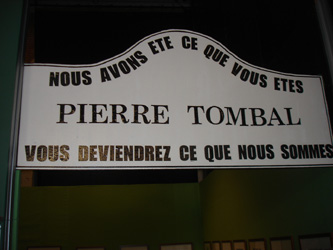 NOUS AVONS ETE CE QUE VOUS ETES
PIERRE TOMBAL
VOUS DEVIENDREZ CE QUE NOUS SOMMES